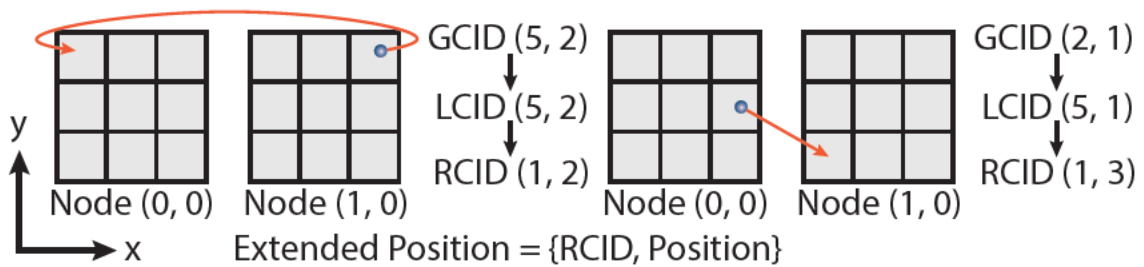 GCID (5, 2)
LCID (5, 2)
RCID (1, 2)
GCID (2, 1)
LCID (5, 1)
RCID (1, 3)
y
x
Node (0, 0)
Node (1, 0)
Node (0, 0)
Node (1, 0)
Extended Position = {RCID, Position}